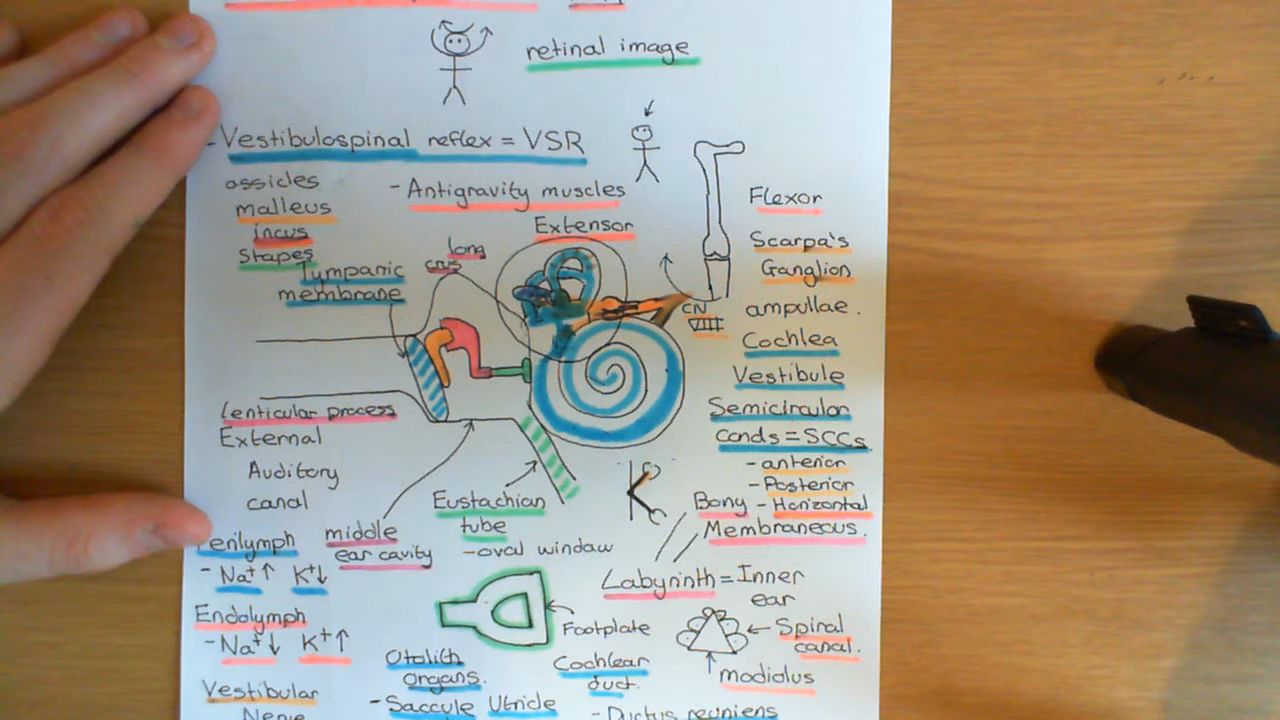 retinal image
- Vestibulospinal reflex = VSR
ossicles
malleus
incus
stapes
- Antigravity muscles
Extensor
Flexor
Scarpa's
Ganglion
ampullae.
long
crus
Tympanic
membrane
CN
VIII
Cochlea
Vestibule
Semicircular
canals = SCCs
- anterior
- Posterior
- Horizontal
Bony
Membraneous.
Lenticular process
External
Auditory
canal
Eustachian
tube
- oval window
middle
ear cavity
Perilymph
- Na+↑ K+↓
Endolymph
- Na+↓ K+↑
Labyrinth = Inner
ear
Footplate
Spiral
canal.
modiolus
Otolith
organs.
- Saccule Utricle
Cochlear
duct.
- Ductus reuniens
Vestibular
Nerve